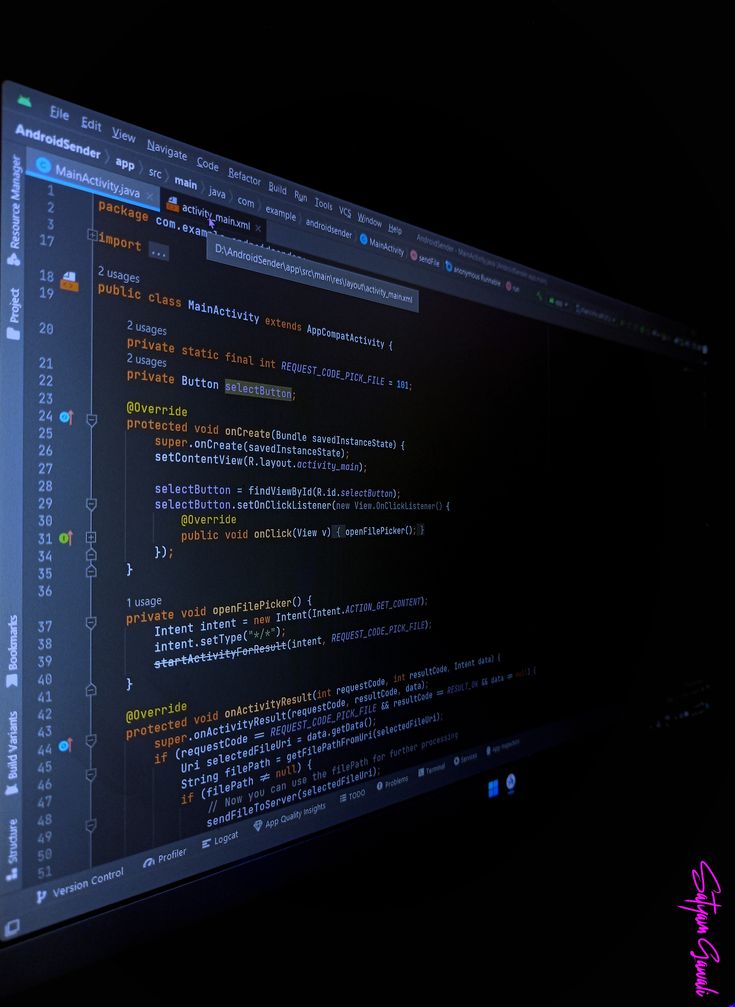 File Edit View Navigate Code Refactor Build Run Tools VCS Window Help AndroidSender - MainActivity.java
AndroidSender app src main java com example androidsender MainActivity sendFile anonymous Runnable run
MainActivity.java activity_main.xml
D:\AndroidSender\app\src\main\res\layout\activity_main.xml
Resource Manager
Project
Bookmarks
Build Variants
Structure
1 package
2
3 import ...
17
2 usages
18 public class MainActivity extends AppCompatActivity {
19
2 usages
20 private static final int REQUEST_CODE_PICK_FILE = 101;
2 usages
21 private Button selectButton;
22
23 @Override
24 protected void onCreate(Bundle savedInstanceState) {
25 super.onCreate(savedInstanceState);
26 setContentView(R.layout.activity_main);
27
28 selectButton = findViewById(R.id.selectButton);
29 selectButton.setOnClickListener(new View.OnClickListener() {
30 @Override
31 public void onClick(View v) { openFilePicker(); }
34 });
35 }
36
1 usage
37 private void openFilePicker() {
38 Intent intent = new Intent(Intent.ACTION_GET_CONTENT);
39 intent.setType("*/*");
40 startActivityForResult(intent, REQUEST_CODE_PICK_FILE);
41 }
42
43 @Override
44 protected void onActivityResult(int requestCode, int resultCode, Intent data) {
45 super.onActivityResult(requestCode, resultCode, data);
46 if (requestCode == REQUEST_CODE_PICK_FILE && resultCode == RESULT_OK && data != null) {
47 Uri selectedFileUri = data.getData();
48 String filePath = getFilePathFromUri(selectedFileUri);
49 if (filePath ≠ null) {
50 // Now you can use the filePath for further processing
51 sendFileToServer(selectedFileUri);
Version Control Profiler Logcat App Quality Insights TODO Problems Terminal Services App Inspection
Satyam Gawali